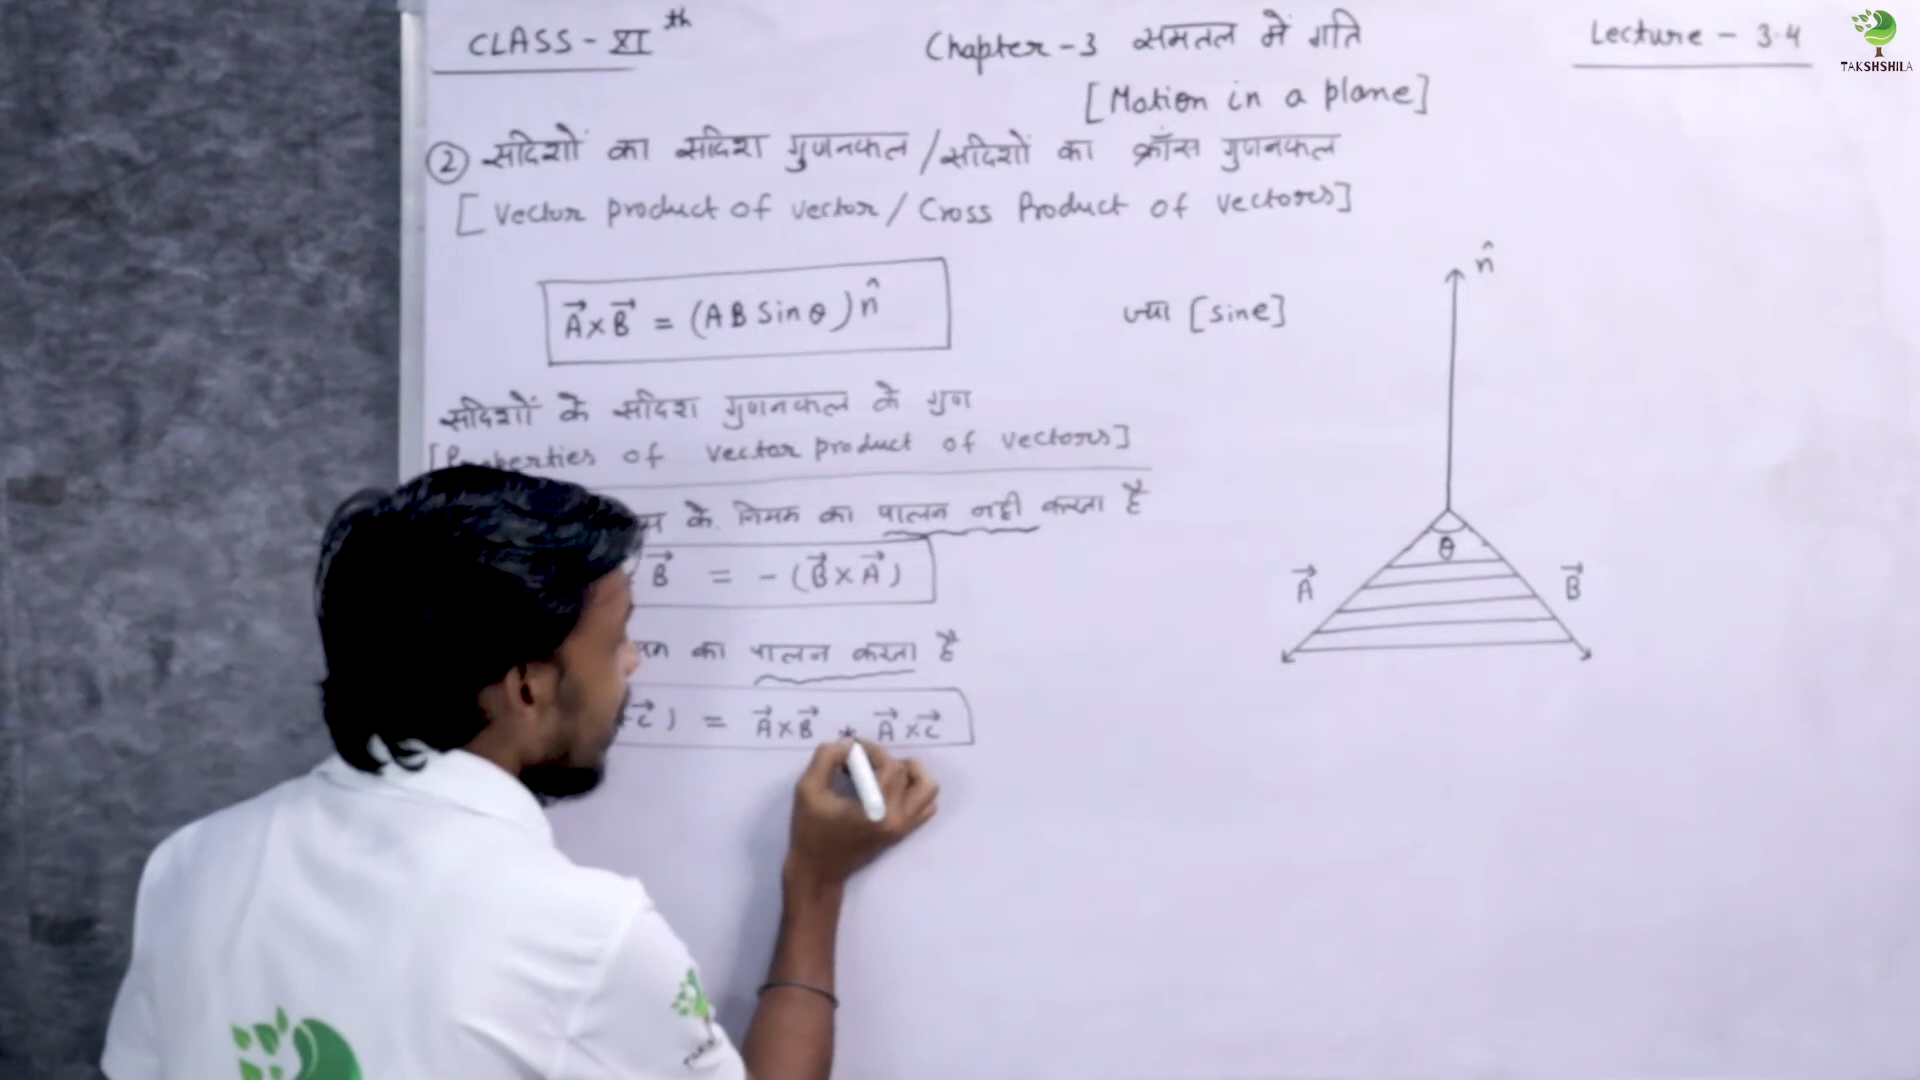 CLASS - XI th
Chapter - 3 समतल में गति
[Motion in a plane]
Lecture - 3.4
TAKSHSHILA
② सदिशों का सदिश गुणनफल / सदिशों का क्रॉस गुणनफल
[Vector product of vector / Cross Product of vectors]
A⃗ × B⃗ = (A B Sin θ) n̂
ज्या [sine]
सदिशों के सदिश गुणनफल के गुण
[Properties of vector product of vectors]
के नियम का पालन नही करता है
B⃗ = - (B⃗ × A⃗)
का पालन करता है
C⃗) = A⃗ × B⃗ + A⃗ × C⃗
n̂
θ
A⃗
B⃗